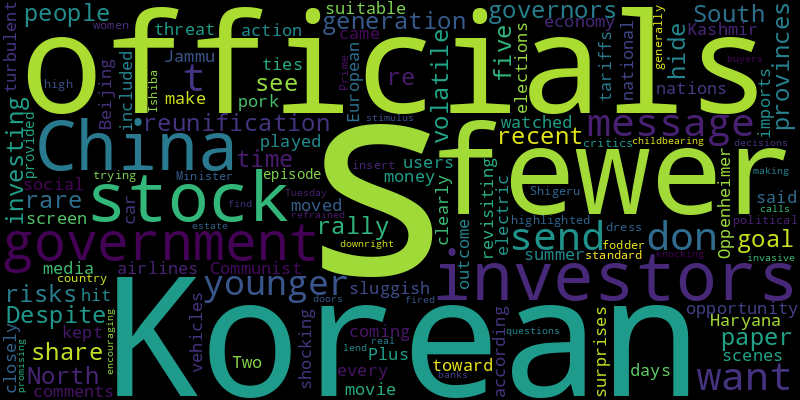 people
suitable
governors
South
generation
threat
action
economy
turbulent
women
came
Kashmir
generally
officials
Jammu
ties
see
European
volatile
re
five
elections
tariffs
national
hide
imports
provinces
high
Beijing
included
t
make
pork
Ishiba
Prime
nations
buyers
investing
provided
China
reunification
stimulus
watched
recent
message
time
played
users
critics
childbearing
decisions
trying
Minister
episode
insert
money
S
fewer
social
rare
stock
Tuesday
Shigeru
making
said
screen
car
moved
find
refrained
rally
clearly
revisiting
highlighted
dress
Oppenheimer
calls
political
estate
send
don
goal
government
downright
electric
fodder
summer
standard
knocking
invasive
media
airlines
Communist
investors
outcome
country
risks
hit
younger
sluggish
opportunity
Despite
vehicles
doors
fired
Korean
according
questions
surprises
Haryana
closely
kept
encouraging
shocking
coming
paper
share
Two
lend
real
Plus
toward
scenes
promising
North
comments
every
movie
banks
days
want